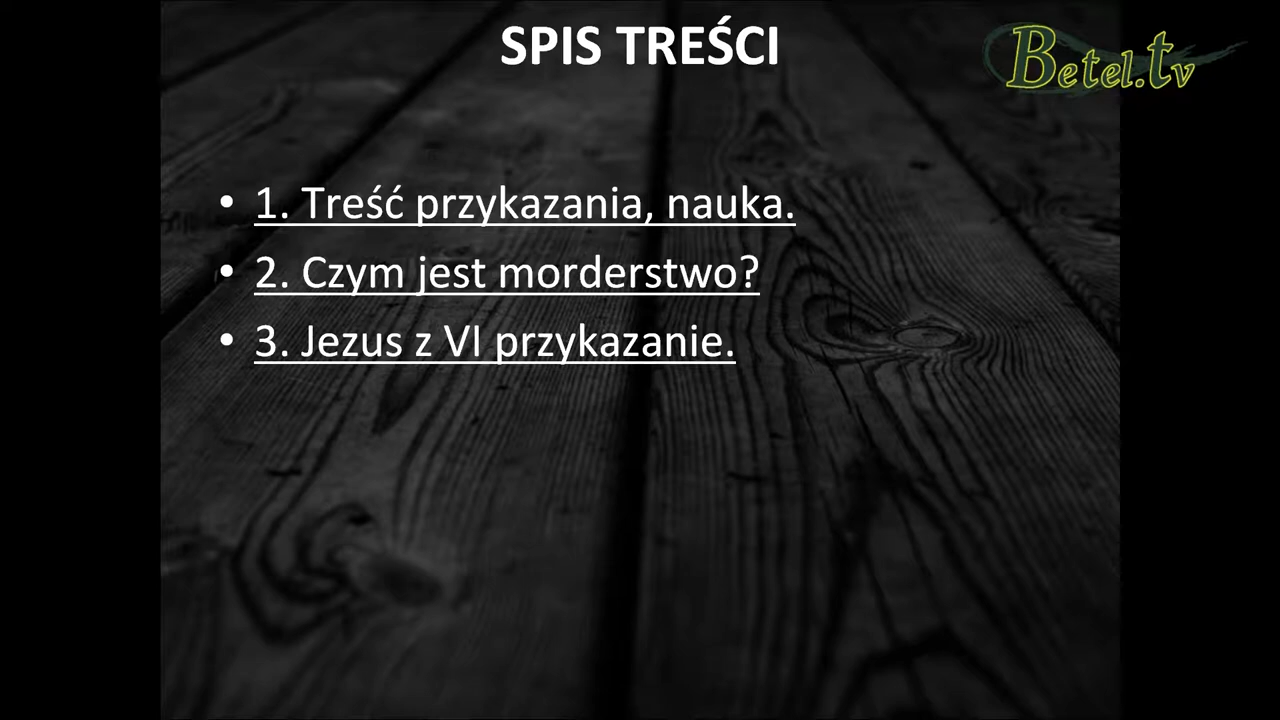 SPIS TREŚCI
Betel.tv
• 1. Treść przykazania, nauka.
• 2. Czym jest morderstwo?
• 3. Jezus z VI przykazanie.